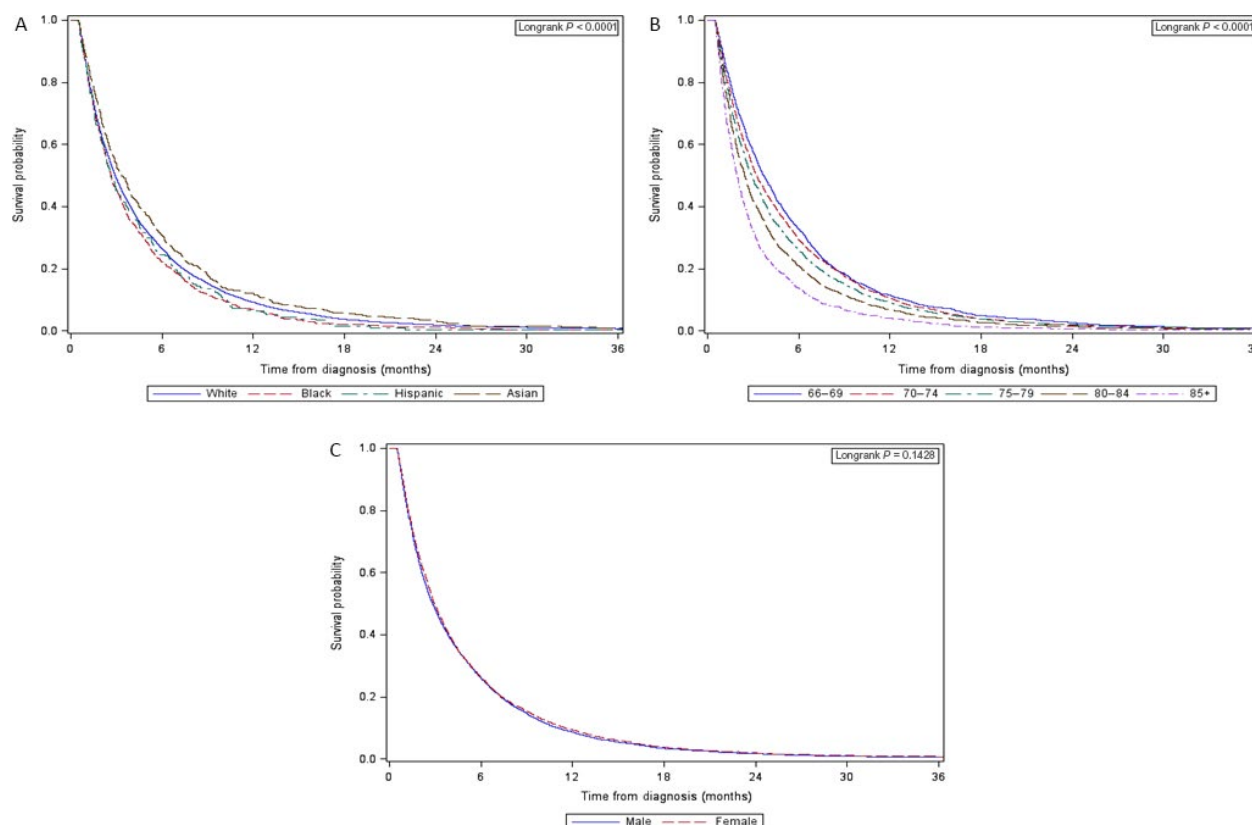 A
Longrank P < 0.0001
1.0
0.8
0.6
0.4
0.2
0.0
Survival probability
0 6 12 18 24 30 36
Time from diagnosis (months)
White Black Hispanic Asian
B
Longrank P < 0.0001
1.0
0.8
0.6
0.4
0.2
0.0
Survival probability
0 6 12 18 24 30 36
Time from diagnosis (months)
66–69 70–74 75–79 80–84 85+
C
Longrank P = 0.1428
1.0
0.8
0.6
0.4
0.2
0.0
Survival probability
0 6 12 18 24 30 36
Time from diagnosis (months)
Male Female